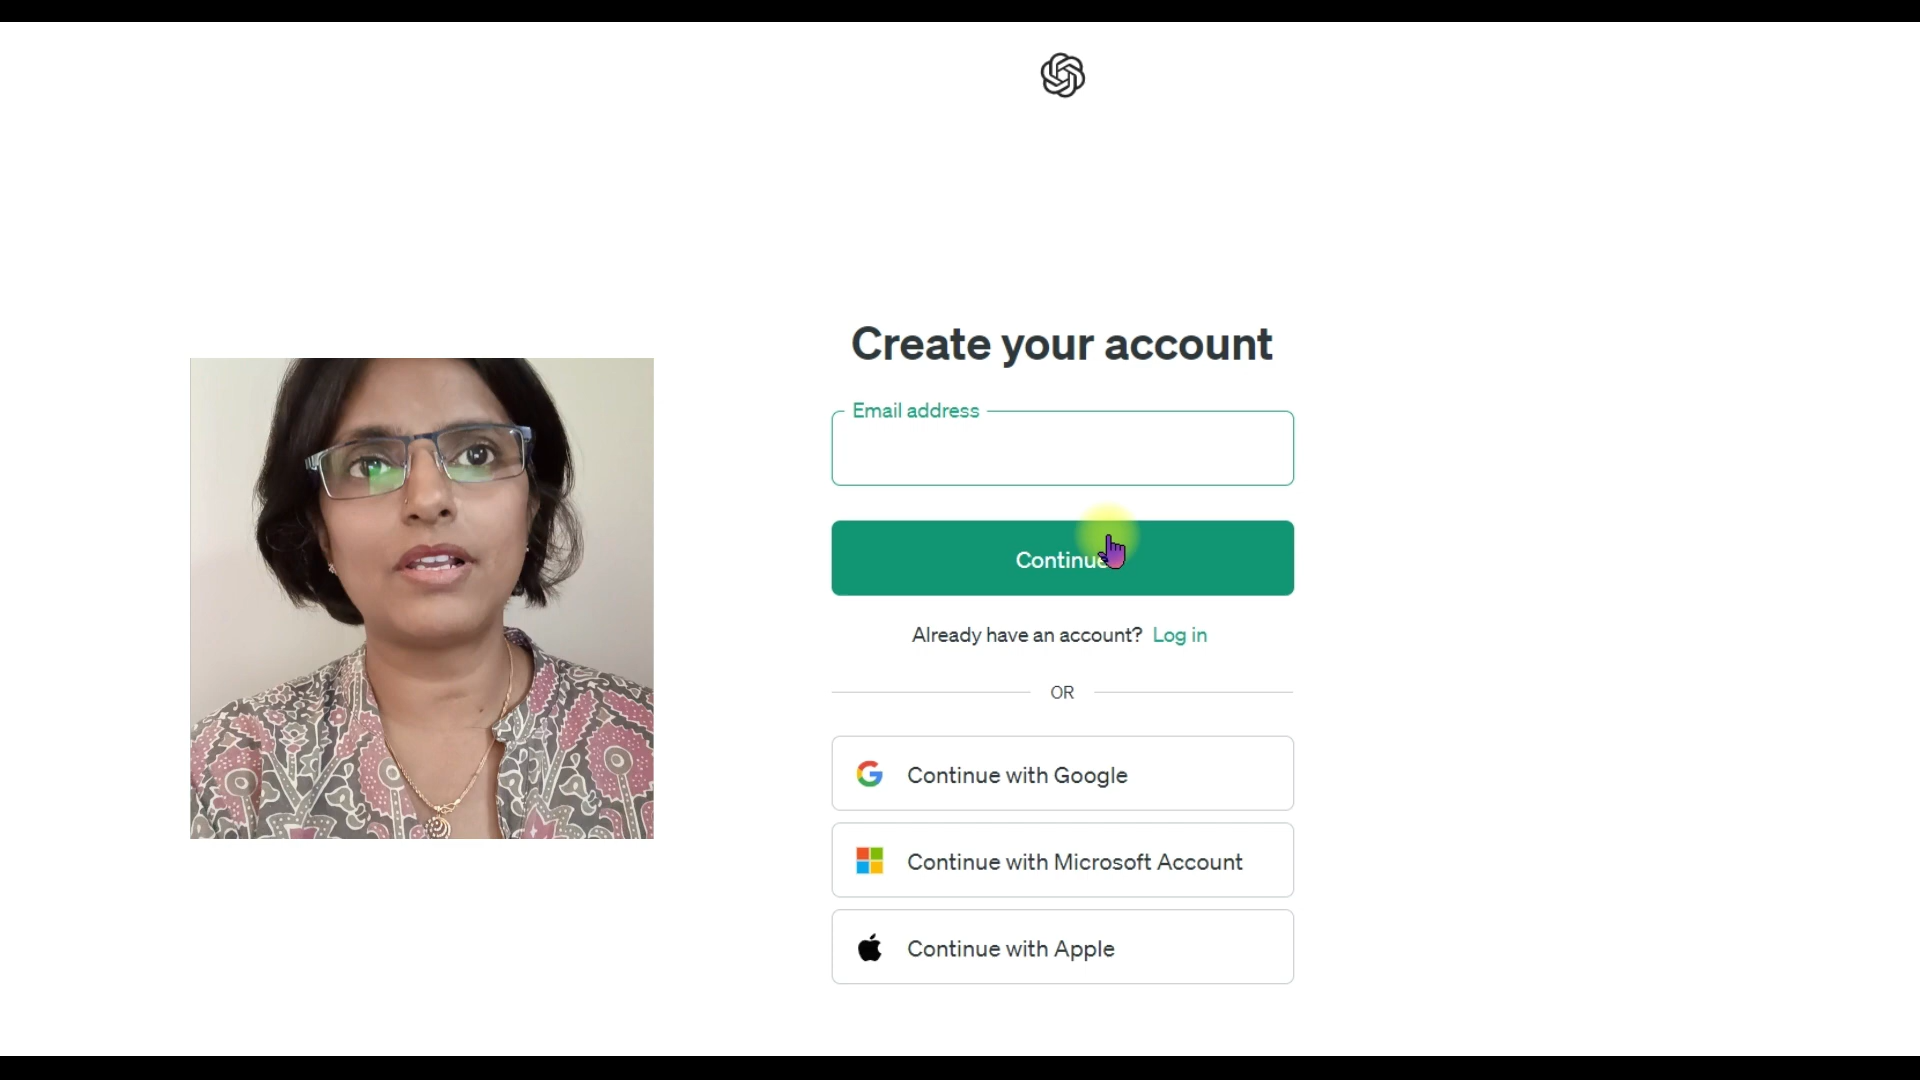 Create your account
Email address
Continue
Already have an account? Log in
OR
Continue with Google
Continue with Microsoft Account
Continue with Apple